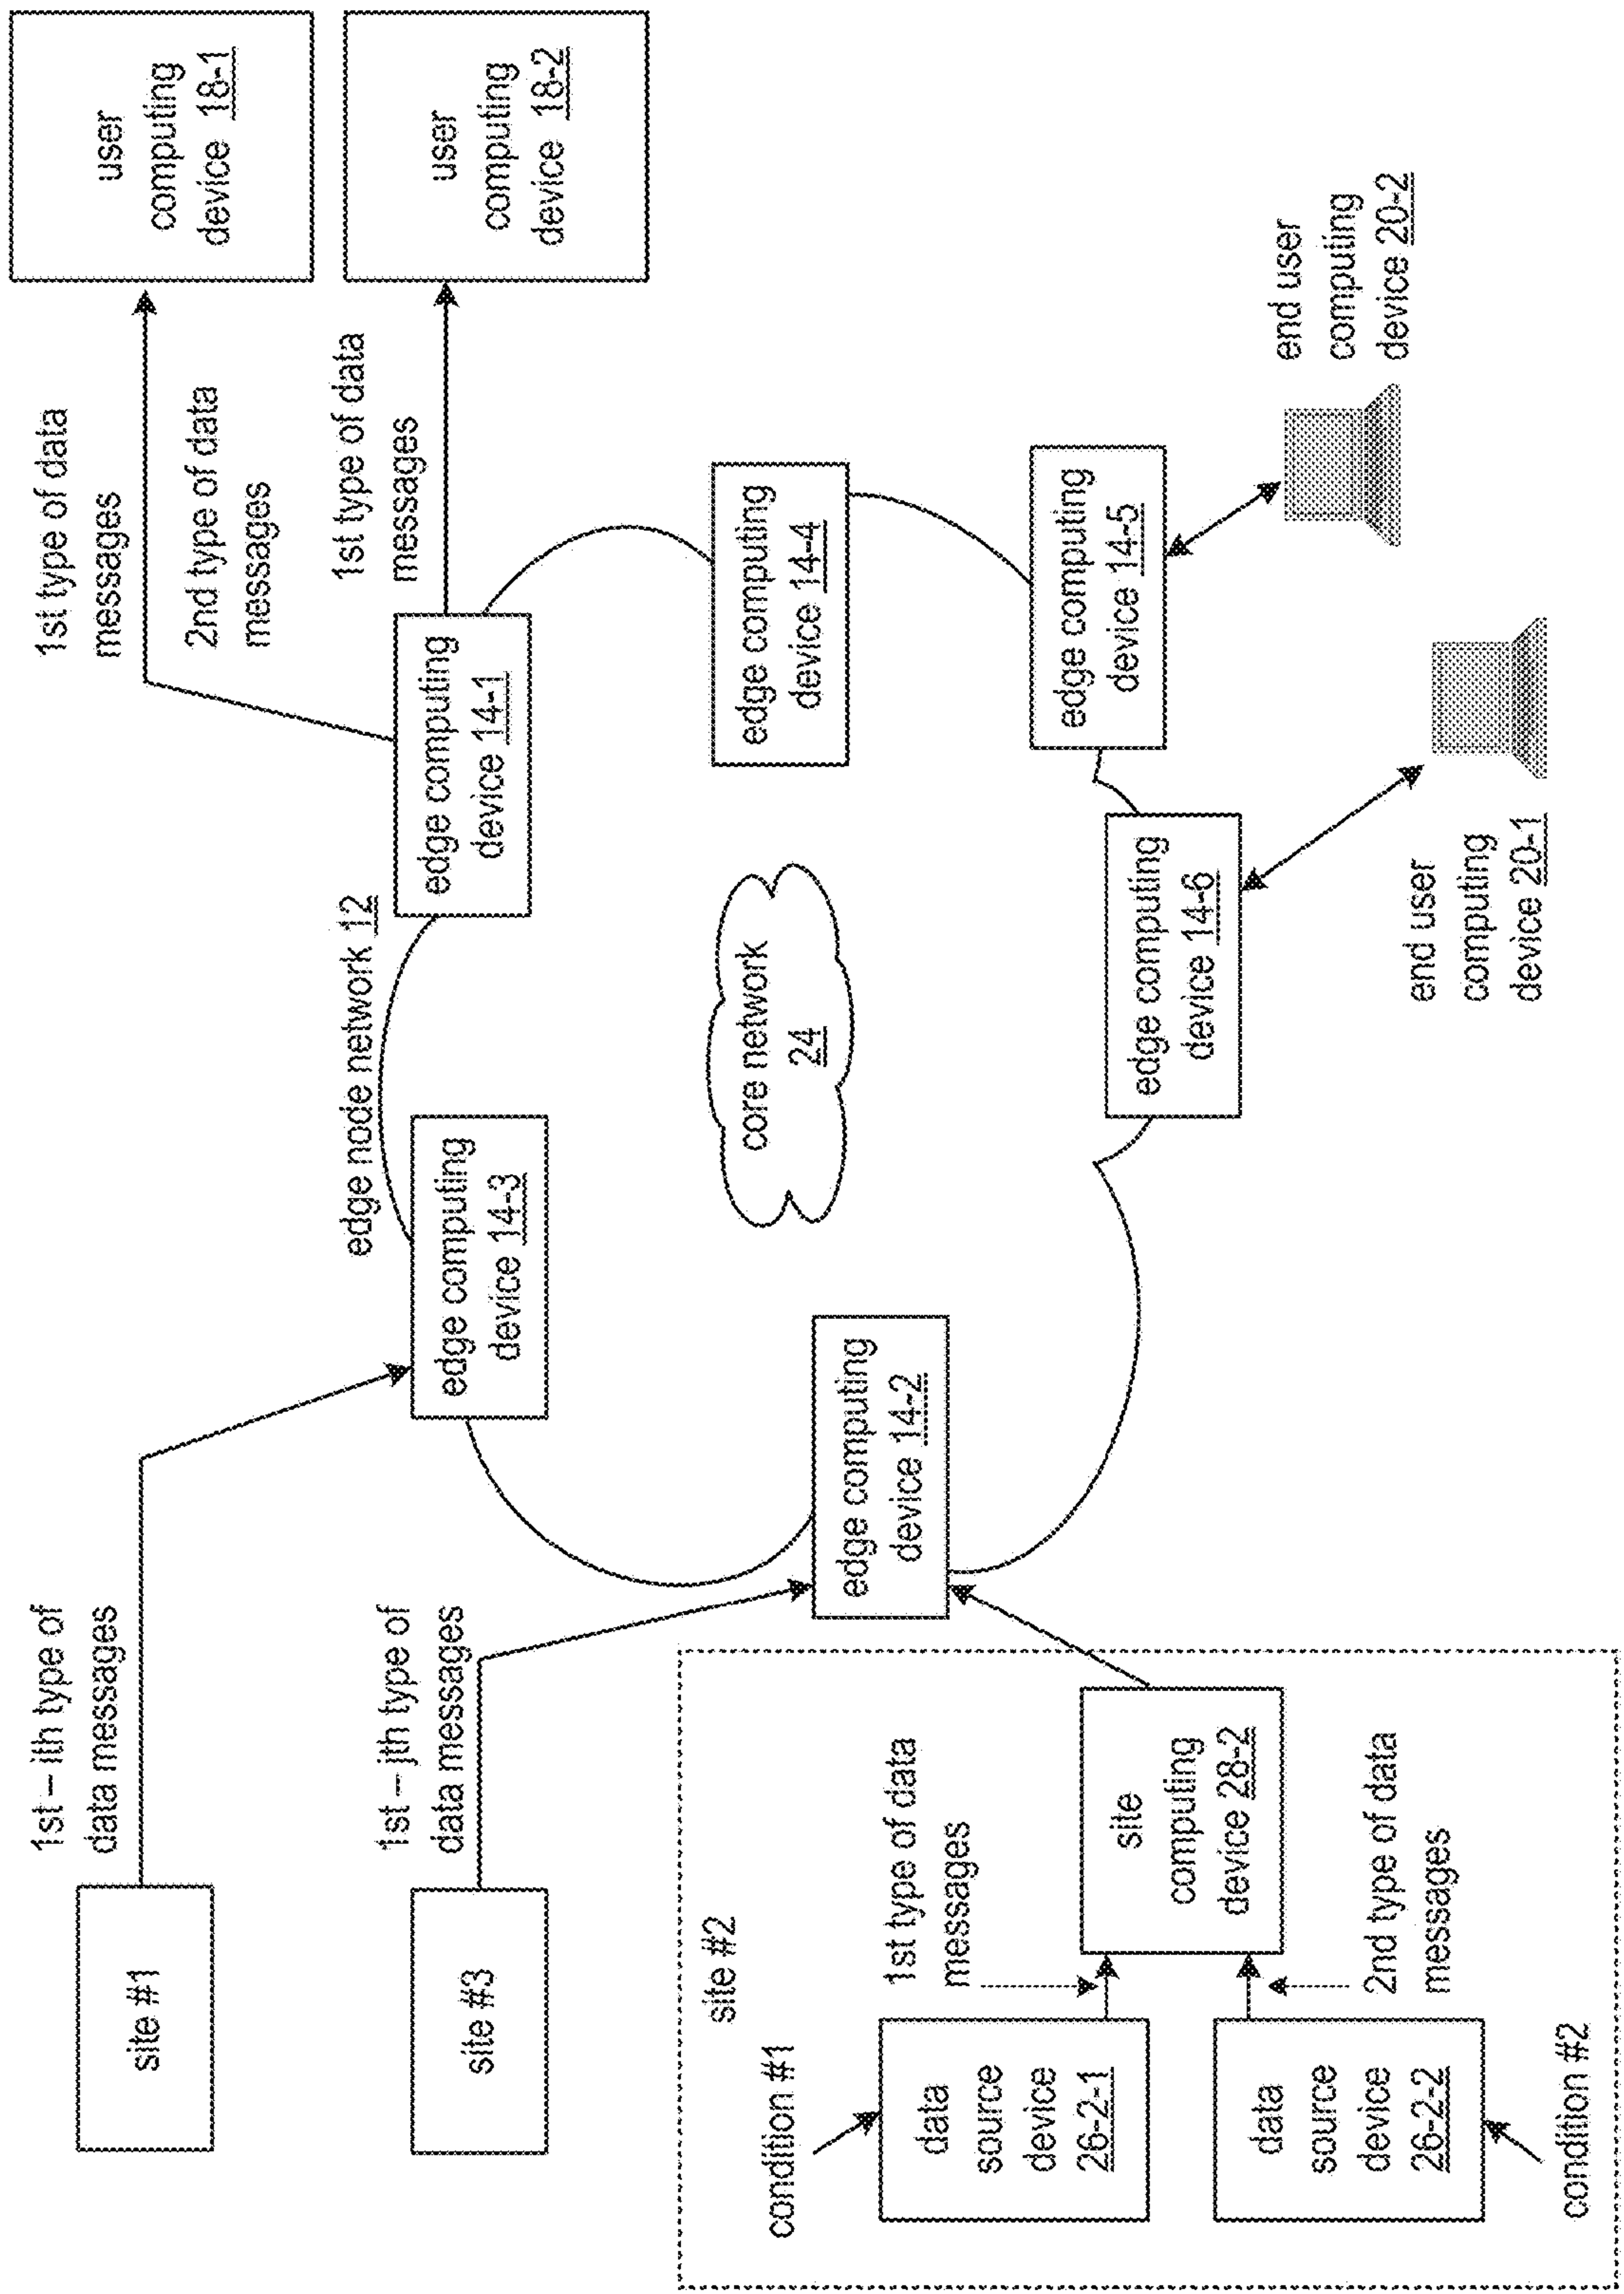 1st – ith type of
data messages
site #1
1st type of data
messages
2nd type of data
messages
user
computing
device 18-1
1st – jth type of
data messages
site #3
edge node network 12
edge computing
device 14-3
edge computing
device 14-1
1st type of data
messages
user
computing
device 18-2
site #2
condition #1
data
source
device
26-2-1
1st type of data
messages
site
computing
device 28-2
edge computing
device 14-2
core network
24
edge computing
device 14-4
edge computing
device 14-5
edge computing
device 14-6
data
source
device
26-2-2
2nd type of data
messages
condition #2
end user
computing
device 20-1
end user
computing
device 20-2